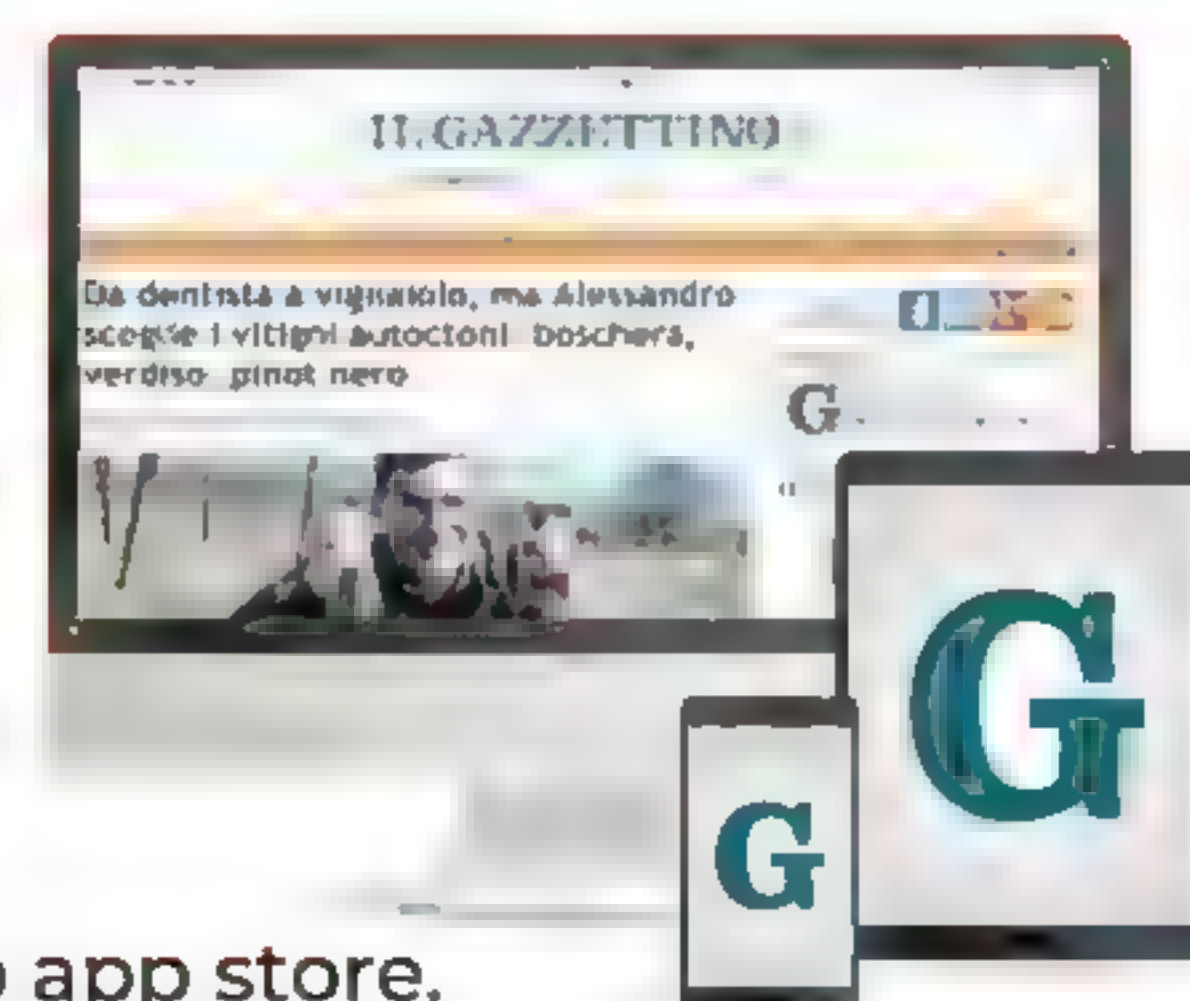 IL GAZZETTINO
Da dentista a vignaiolo, ma Alessandro
sceglie i vitigni autoctoni boschera,
verdiso pinot nero
G
G
G
app store.